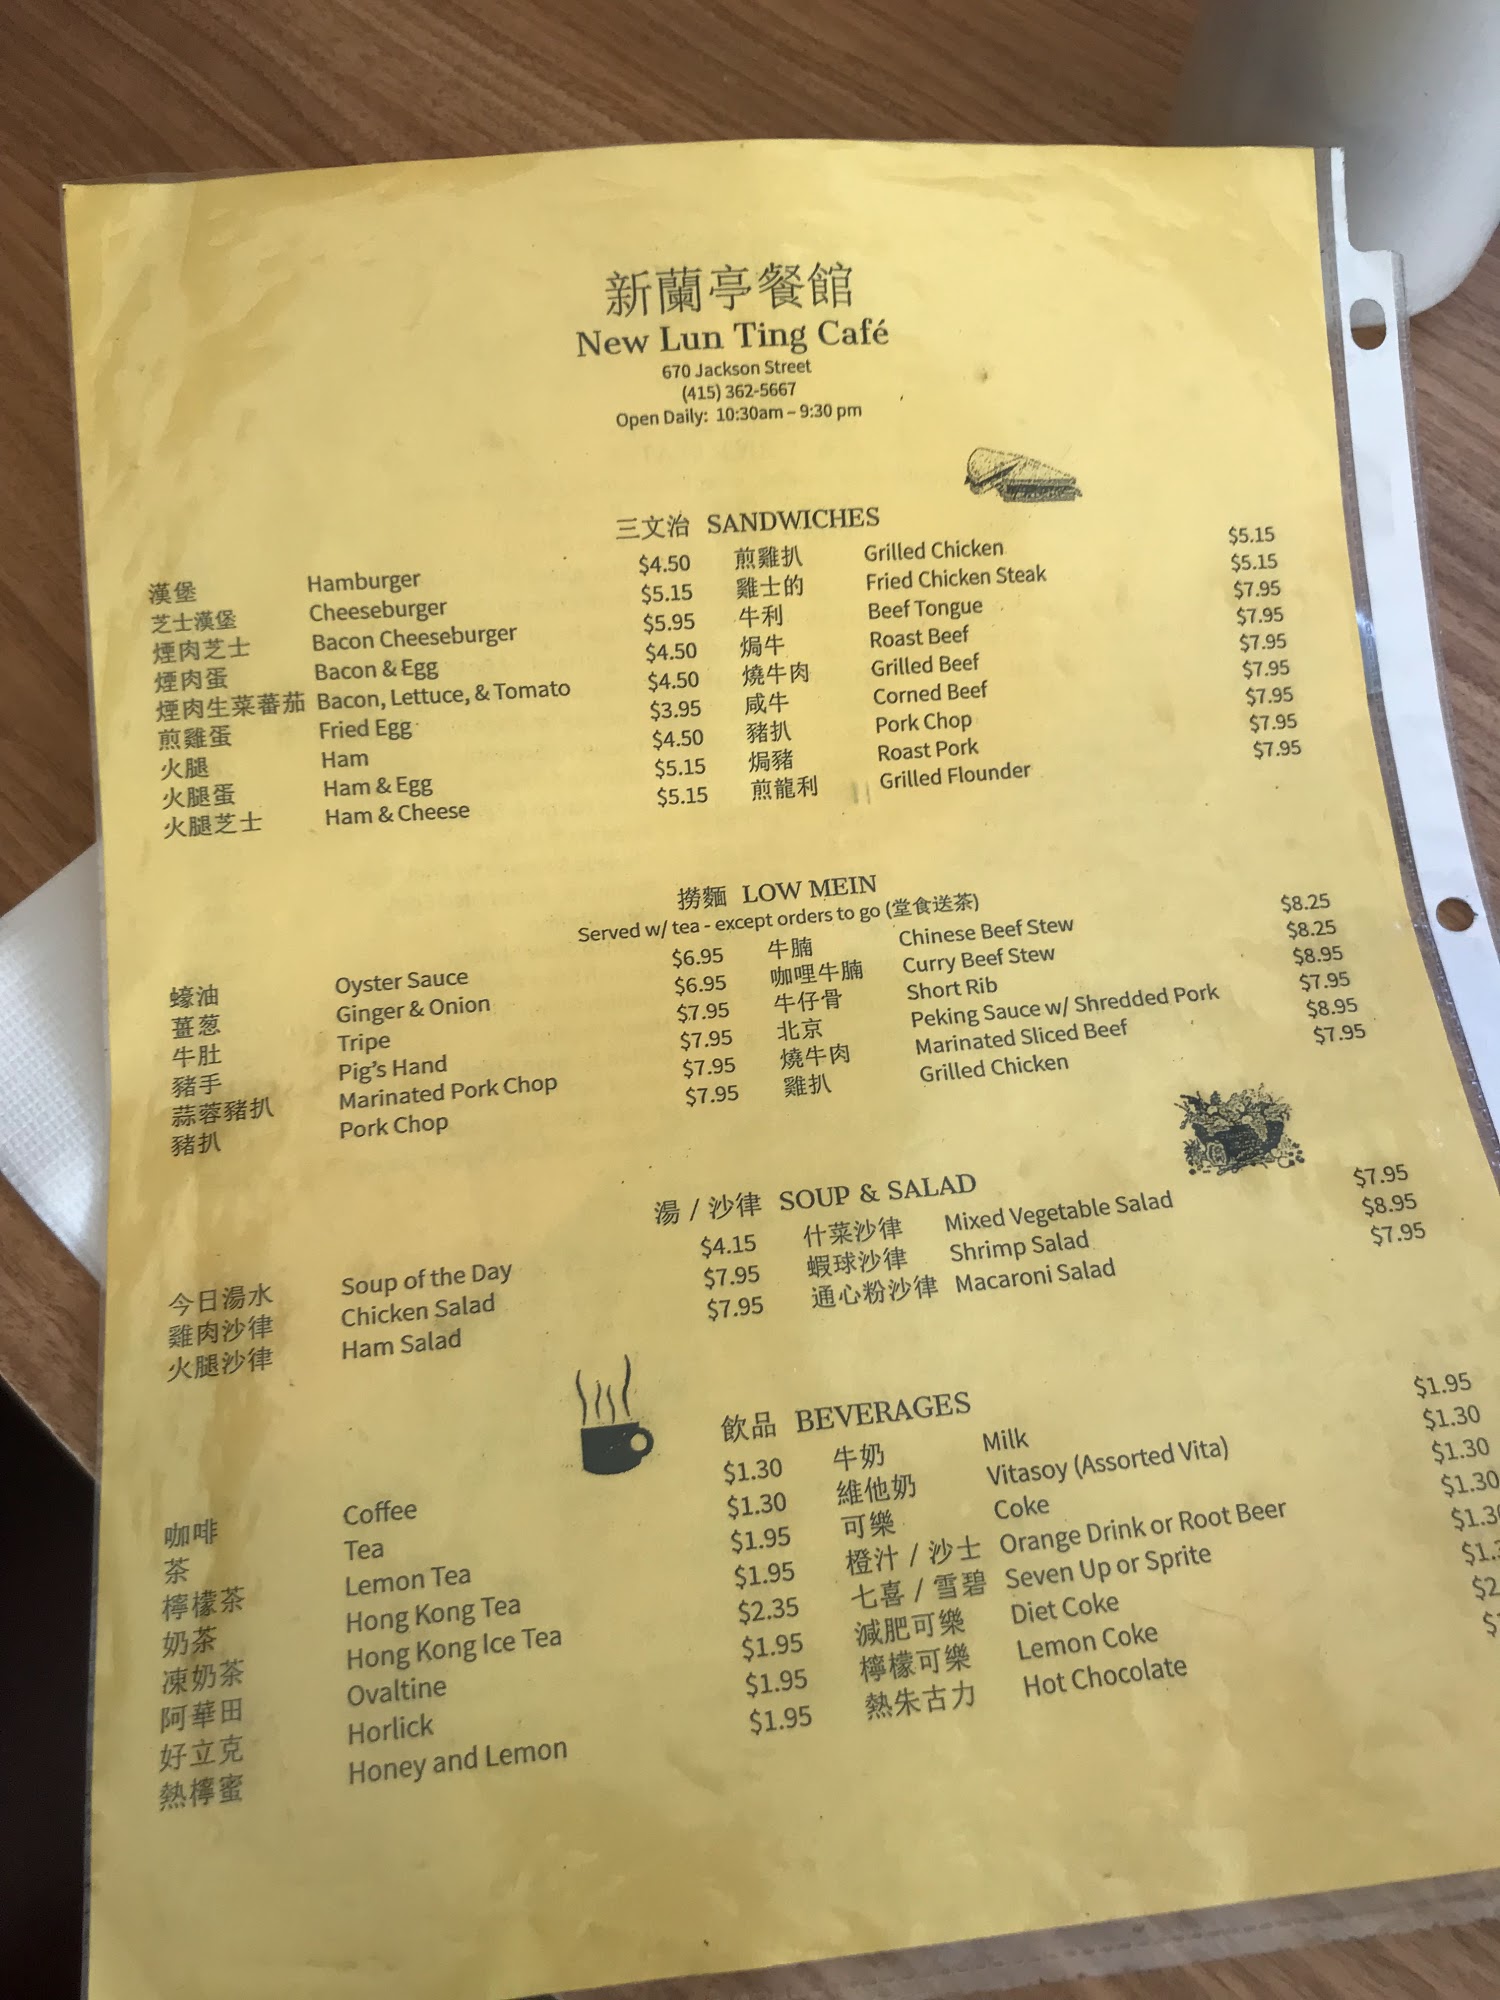 新蘭亭餐館
New Lun Ting Café
670 Jackson Street
(415) 362-5667
Open Daily: 10:30am – 9:30 pm
三文治 SANDWICHES
漢堡 Hamburger $4.50 煎雞扒 Grilled Chicken $5.15
芝士漢堡 Cheeseburger $5.15 雞士的 Fried Chicken Steak $5.15
煙肉芝士 Bacon Cheeseburger $5.95 牛利 Beef Tongue $7.95
煙肉蛋 Bacon & Egg $4.50 焗牛 Roast Beef $7.95
煙肉生菜蕃茄 Bacon, Lettuce, & Tomato $4.50 燒牛肉 Grilled Beef $7.95
煎雞蛋 Fried Egg $3.95 咸牛 Corned Beef $7.95
火腿 Ham $4.50 豬扒 Pork Chop $7.95
火腿蛋 Ham & Egg $5.15 焗豬 Roast Pork $7.95
火腿芝士 Ham & Cheese $5.15 煎龍利 Grilled Flounder $7.95
撈麵 LOW MEIN
Served w/ tea - except orders to go (堂食送茶)
蠔油 Oyster Sauce $6.95 牛腩 Chinese Beef Stew $8.25
薑葱 Ginger & Onion $6.95 咖哩牛腩 Curry Beef Stew $8.25
牛肚 Tripe $7.95 牛仔骨 Short Rib $8.95
豬手 Pig's Hand $7.95 北京 Peking Sauce w/ Shredded Pork $7.95
蒜蓉豬扒 Marinated Pork Chop $7.95 燒牛肉 Marinated Sliced Beef $8.95
豬扒 Pork Chop $7.95 雞扒 Grilled Chicken $7.95
湯 / 沙律 SOUP & SALAD
今日湯水 Soup of the Day $4.15 什菜沙律 Mixed Vegetable Salad $7.95
雞肉沙律 Chicken Salad $7.95 蝦球沙律 Shrimp Salad $8.95
火腿沙律 Ham Salad $7.95 通心粉沙律 Macaroni Salad $7.95
飲品 BEVERAGES
咖啡 Coffee $1.30 牛奶 Milk $1.95
茶 Tea $1.30 維他奶 Vitasoy (Assorted Vita) $1.30
檸檬茶 Lemon Tea $1.95 可樂 Coke $1.30
奶茶 Hong Kong Tea $1.95 橙汁 / 沙士 Orange Drink or Root Beer $1.30
凍奶茶 Hong Kong Ice Tea $2.35 七喜 / 雪碧 Seven Up or Sprite
阿華田 Ovaltine $1.95 減肥可樂 Diet Coke
好立克 Horlick $1.95 檸檬可樂 Lemon Coke
熱檸蜜 Honey and Lemon $1.95 熱朱古力 Hot Chocolate